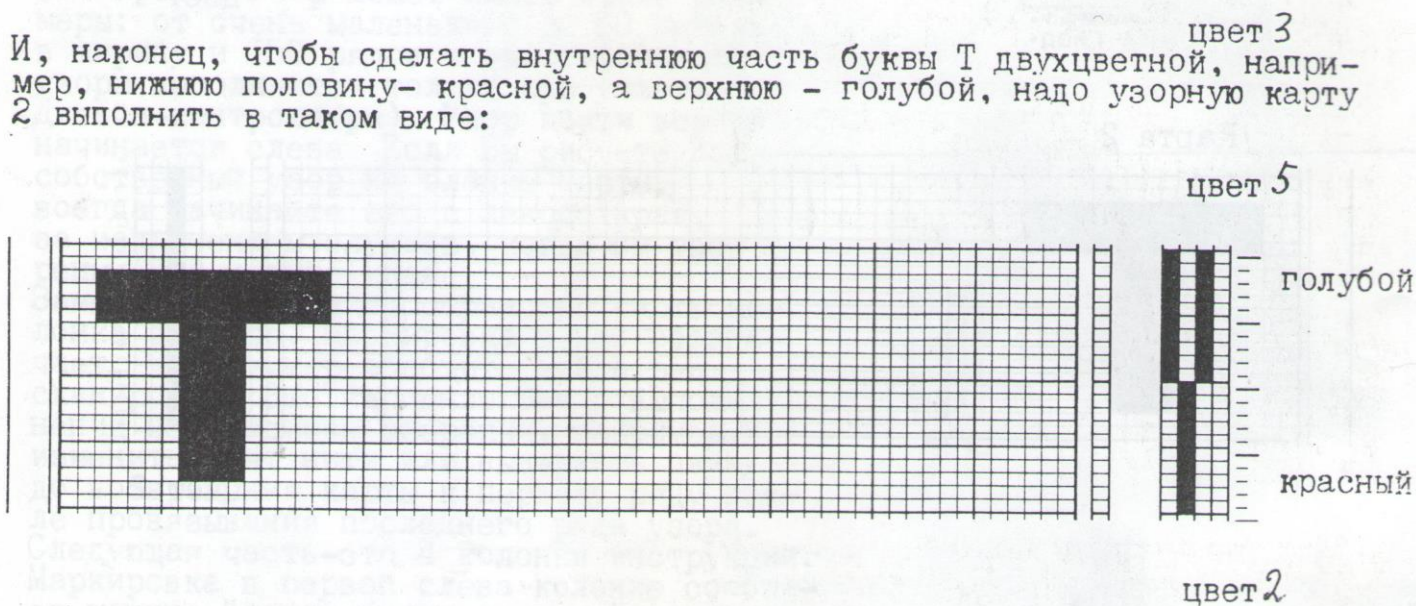 цвет 3
И, наконец, чтобы сделать внутреннюю часть буквы Т двухцветной, напри-
мер, нижнюю половину- красной, а верхнюю - голубой, надо узорную карту
2 выполнить в таком виде:
цвет 5
голубой
красный
цвет 2